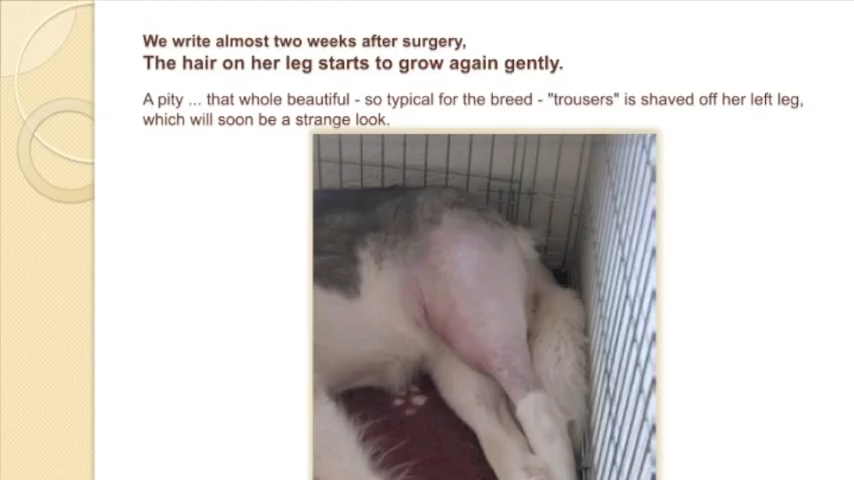 We write almost two weeks after surgery,
The hair on her leg starts to grow again gently.
A pity ... that whole beautiful - so typical for the breed - "trousers" is shaved off her left leg,
which will soon be a strange look.